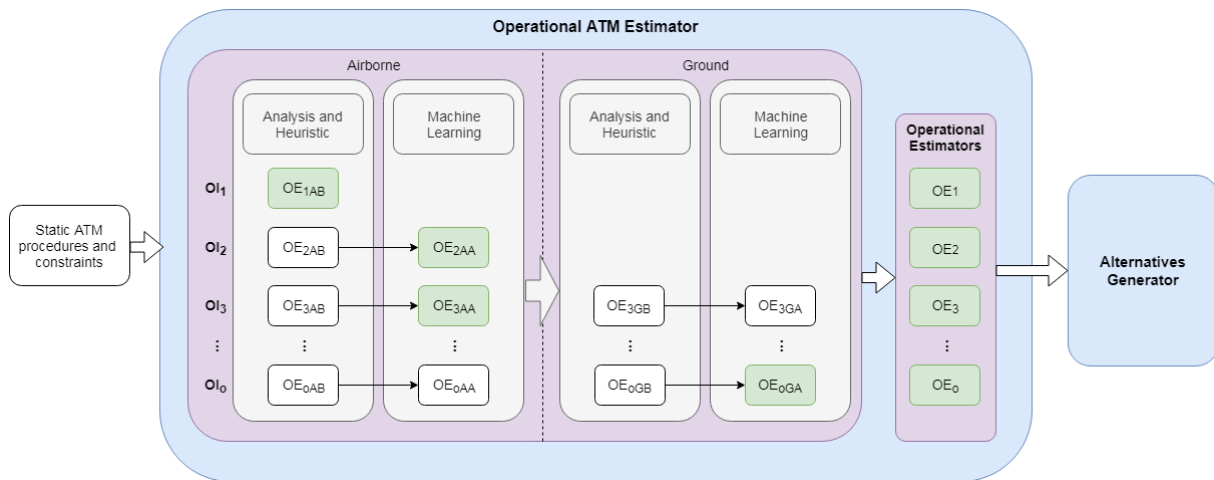 Operational ATM Estimator
Airborne
Ground
Analysis and
Heuristic
Machine
Learning
Analysis and
Heuristic
Machine
Learning
Operational
Estimators
OI1
OE1AB
OE1
Static ATM
procedures and
constraints
OI2
OE2AB
OE2AA
OE2
Alternatives
Generator
OI3
OE3AB
OE3AA
OE3GB
OE3GA
OE3
⋮
⋮
⋮
⋮
⋮
⋮
OIo
OEoAB
OEoAA
OEoGB
OEoGA
OEo